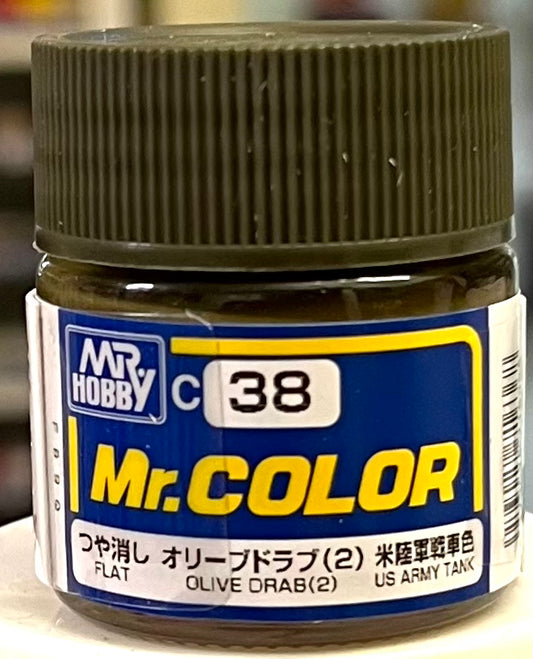 MR.
HOBBY
C 38
Mr.COLOR
つや消し オリーブドラブ(2) 米陸軍戦車色
FLAT OLIVE DRAB(2) US ARMY TANK